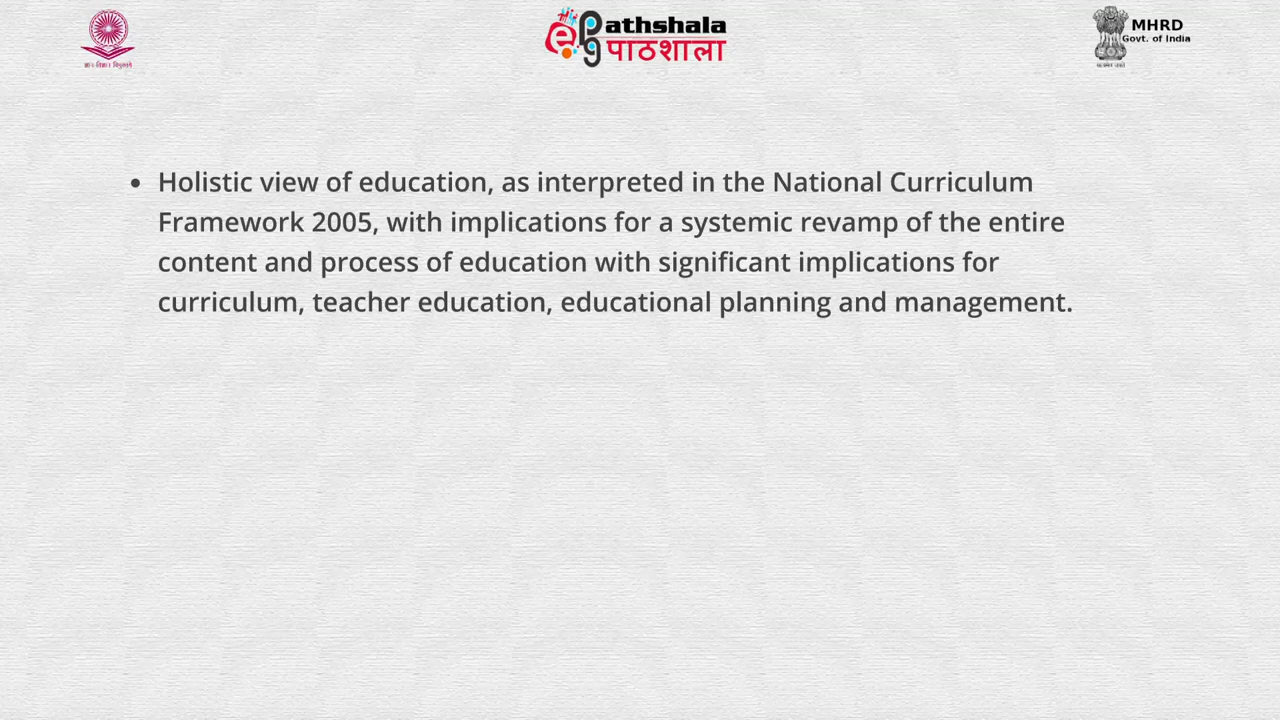 athshala
पाठशाला
MHRD
Govt. of India
• Holistic view of education, as interpreted in the National Curriculum
Framework 2005, with implications for a systemic revamp of the entire
content and process of education with significant implications for
curriculum, teacher education, educational planning and management.